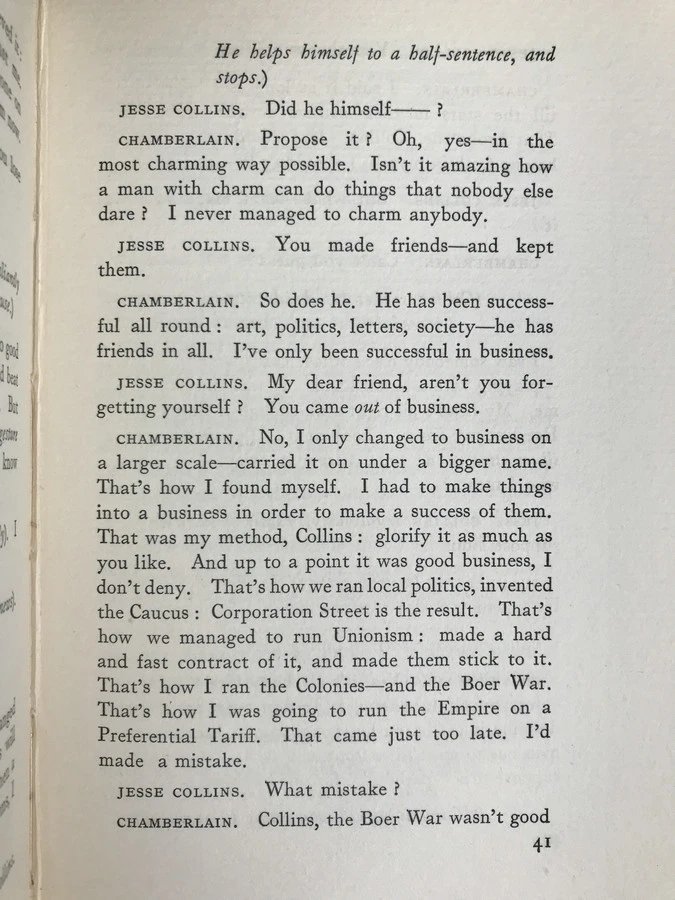 He helps himself to a half-sentence, and
stops.)
JESSE COLLINS. Did he himself—— ?
CHAMBERLAIN. Propose it ? Oh, yes—in the
most charming way possible. Isn't it amazing how
a man with charm can do things that nobody else
dare ? I never managed to charm anybody.
JESSE COLLINS. You made friends—and kept
them.
CHAMBERLAIN. So does he. He has been success-
ful all round : art, politics, letters, society—he has
friends in all. I've only been successful in business.
JESSE COLLINS. My dear friend, aren't you for-
getting yourself ? You came out of business.
CHAMBERLAIN. No, I only changed to business on
a larger scale—carried it on under a bigger name.
That's how I found myself. I had to make things
into a business in order to make a success of them.
That was my method, Collins : glorify it as much as
you like. And up to a point it was good business, I
don't deny. That's how we ran local politics, invented
the Caucus : Corporation Street is the result. That's
how we managed to run Unionism : made a hard
and fast contract of it, and made them stick to it.
That's how I ran the Colonies—and the Boer War.
That's how I was going to run the Empire on a
Preferential Tariff. That came just too late. I'd
made a mistake.
JESSE COLLINS. What mistake ?
CHAMBERLAIN. Collins, the Boer War wasn't good
41